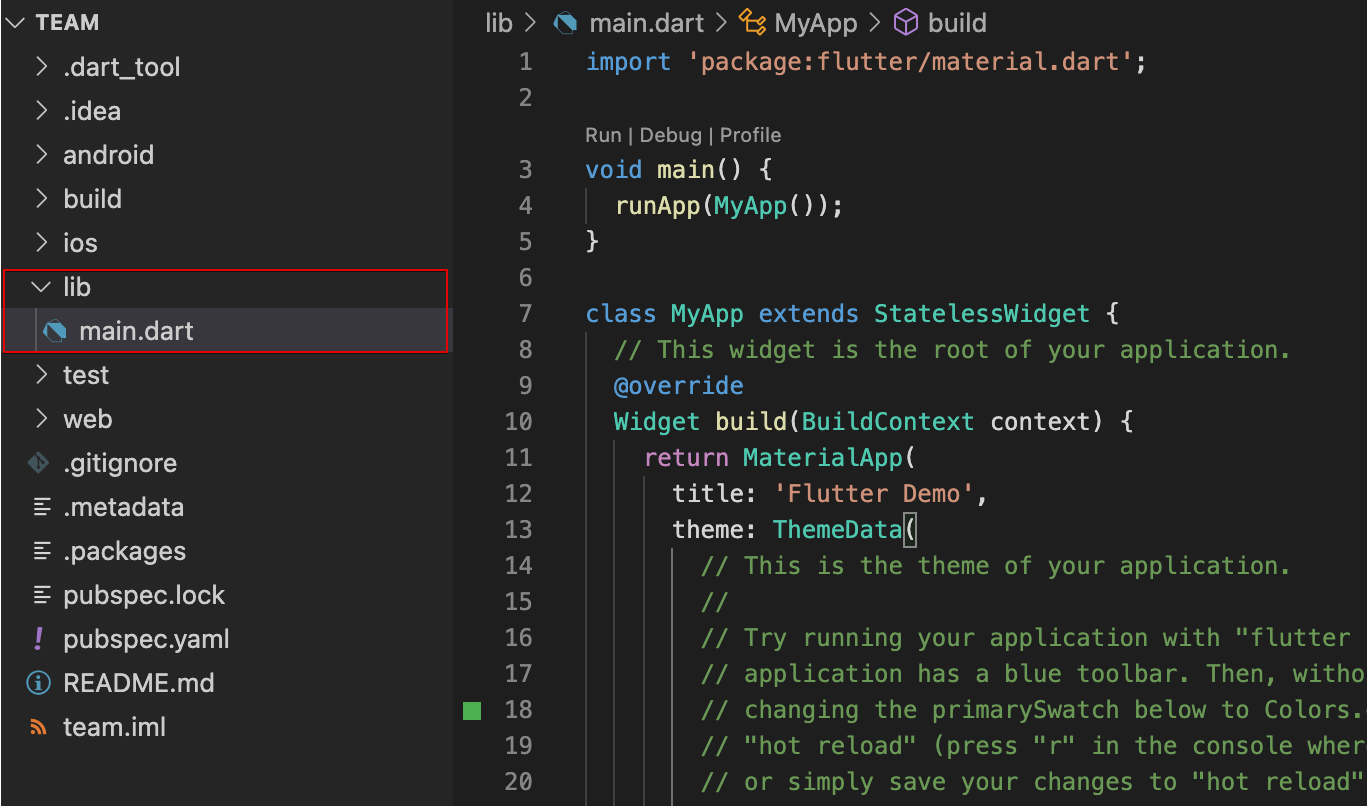 TEAM
.dart_tool
.idea
android
build
ios
lib
main.dart
test
web
.gitignore
.metadata
.packages
pubspec.lock
pubspec.yaml
README.md
team.iml
lib > main.dart > MyApp > build
1 import 'package:flutter/material.dart';
2
Run | Debug | Profile
3 void main() {
4 runApp(MyApp());
5 }
6
7 class MyApp extends StatelessWidget {
8 // This widget is the root of your application.
9 @override
10 Widget build(BuildContext context) {
11 return MaterialApp(
12 title: 'Flutter Demo',
13 theme: ThemeData(
14 // This is the theme of your application.
15 //
16 // Try running your application with "flutter
17 // application has a blue toolbar. Then, witho
18 // changing the primarySwatch below to Colors.
19 // "hot reload" (press "r" in the console wher
20 // or simply save your changes to "hot reload"